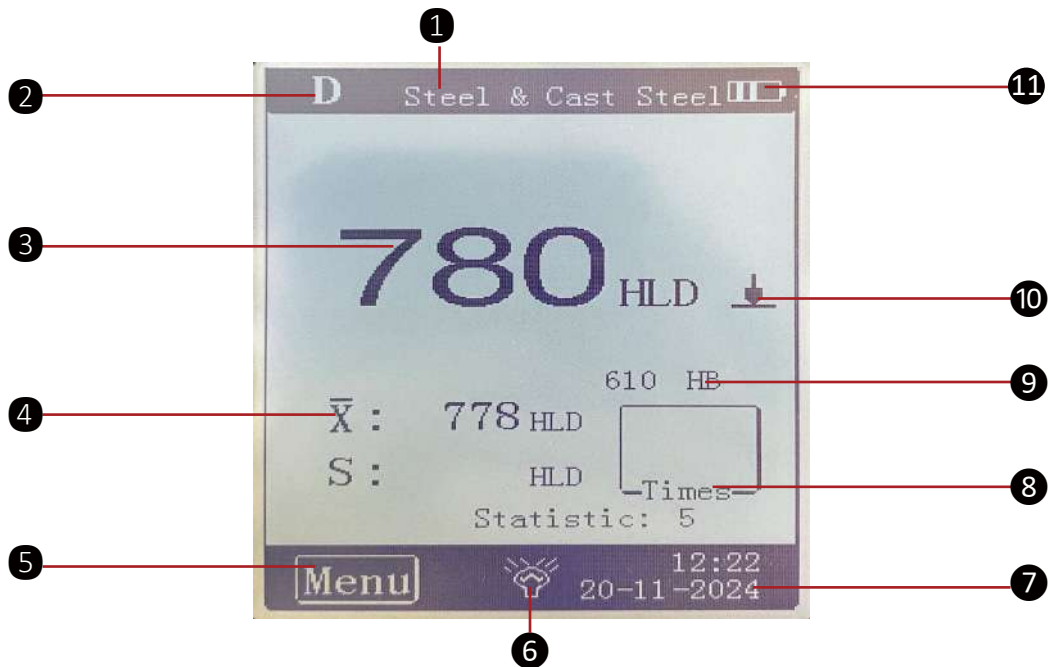 1
2
D
Steel & Cast Steel
11
3
780 HLD
10
610 HB
9
4
X̄ : 778 HLD
S : HLD
Times
8
Statistic: 5
5
Menu
12:22
20-11-2024
7
6